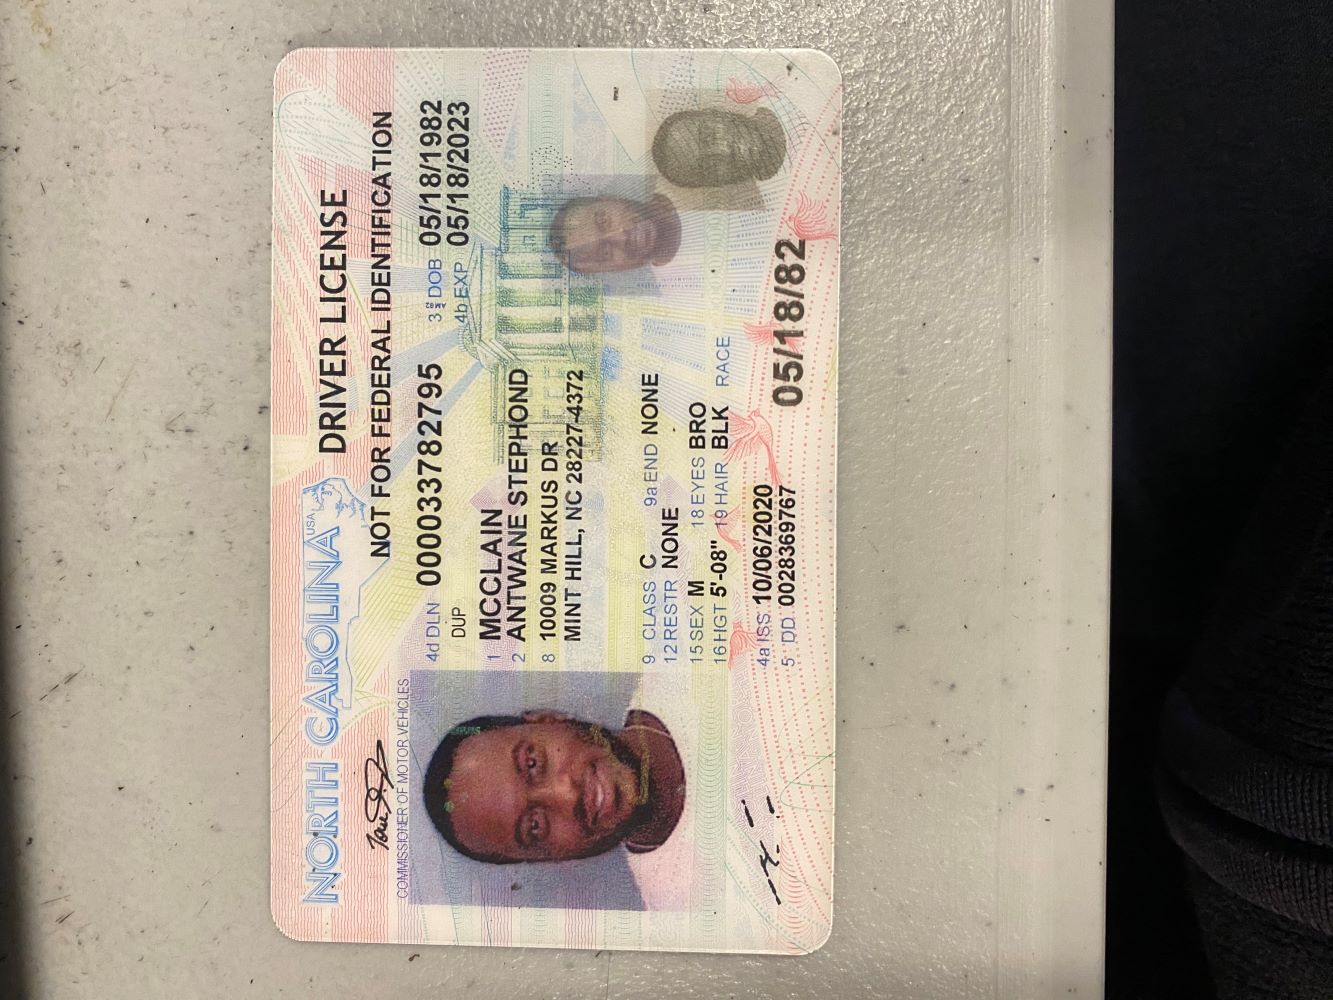 NORTH CAROLINA USA
DRIVER LICENSE
NOT FOR FEDERAL IDENTIFICATION
COMMISSIONER OF MOTOR VEHICLES
4d DLN 000033782795
3 DOB 05/18/1982
DUP
4b EXP 05/18/2023
1 MCCLAIN
2 ANTWANE STEPHOND
8 10009 MARKUS DR
MINT HILL, NC 28227-4372
9 CLASS C 9a END NONE
12 RESTR NONE
15 SEX M 18 EYES BRO
16 HGT 5'-08" 19 HAIR BLK RACE
4a ISS 10/06/2020
5 DD 0028369767
05/18/82